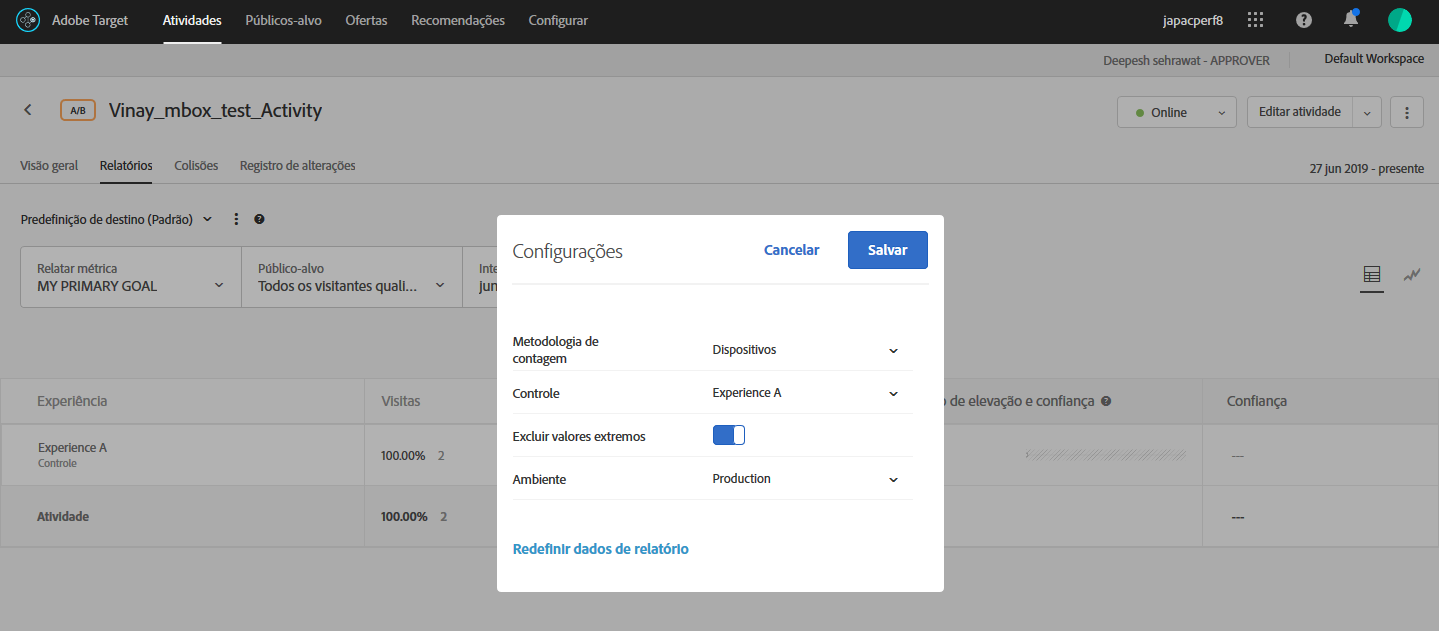 Adobe Target
Atividades
Públicos-alvo
Ofertas
Recomendações
Configurar
japacperf8
Deepesh sehrawat - APPROVER
Default Workspace
A/B
Vinay_mbox_test_Activity
Online
Editar atividade
Visão geral
Relatórios
Colisões
Registro de alterações
27 jun 2019 - presente
Predefinição de destino (Padrão)
Relatar métrica
MY PRIMARY GOAL
Público-alvo
Todos os visitantes quali...
Inte
jun
Configurações
Cancelar
Salvar
Metodologia de
contagem
Dispositivos
Controle
Experience A
Excluir valores extremos
Ambiente
Production
Redefinir dados de relatório
Experiência
Visitas
de elevação e confiança
Confiança
Experience A
Controle
100.00% 2
---
Atividade
100.00% 2
---